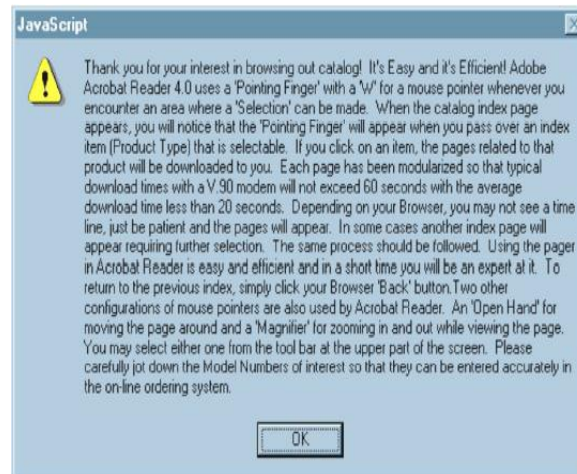 JavaScript
Thank you for your interest in browsing out catalog! It's Easy and it's Efficient! Adobe
Acrobat Reader 4.0 uses a 'Pointing Finger' with a 'W' for a mouse pointer whenever you
encounter an area where a 'Selection' can be made. When the catalog index page
appears, you will notice that the 'Pointing Finger' will appear when you pass over an index
item (Product Type) that is selectable. If you click on an item, the pages related to that
product will be downloaded to you. Each page has been modularized so that typical
download times with a V.90 modem will not exceed 60 seconds with the average
download time less than 20 seconds. Depending on your Browser, you may not see a time
line, just be patient and the pages will appear. In some cases another index page will
appear requiring further selection. The same process should be followed. Using the pager
in Acrobat Reader is easy and efficient and in a short time you will be an expert at it. To
return to the previous index, simply click your Browser 'Back' button.Two other
configurations of mouse pointers are also used by Acrobat Reader. An 'Open Hand' for
moving the page around and a 'Magnifier' for zooming in and out while viewing the page.
You may select either one from the tool bar at the upper part of the screen. Please
carefully jot down the Model Numbers of interest so that they can be entered accurately in
the on-line ordering system.
OK